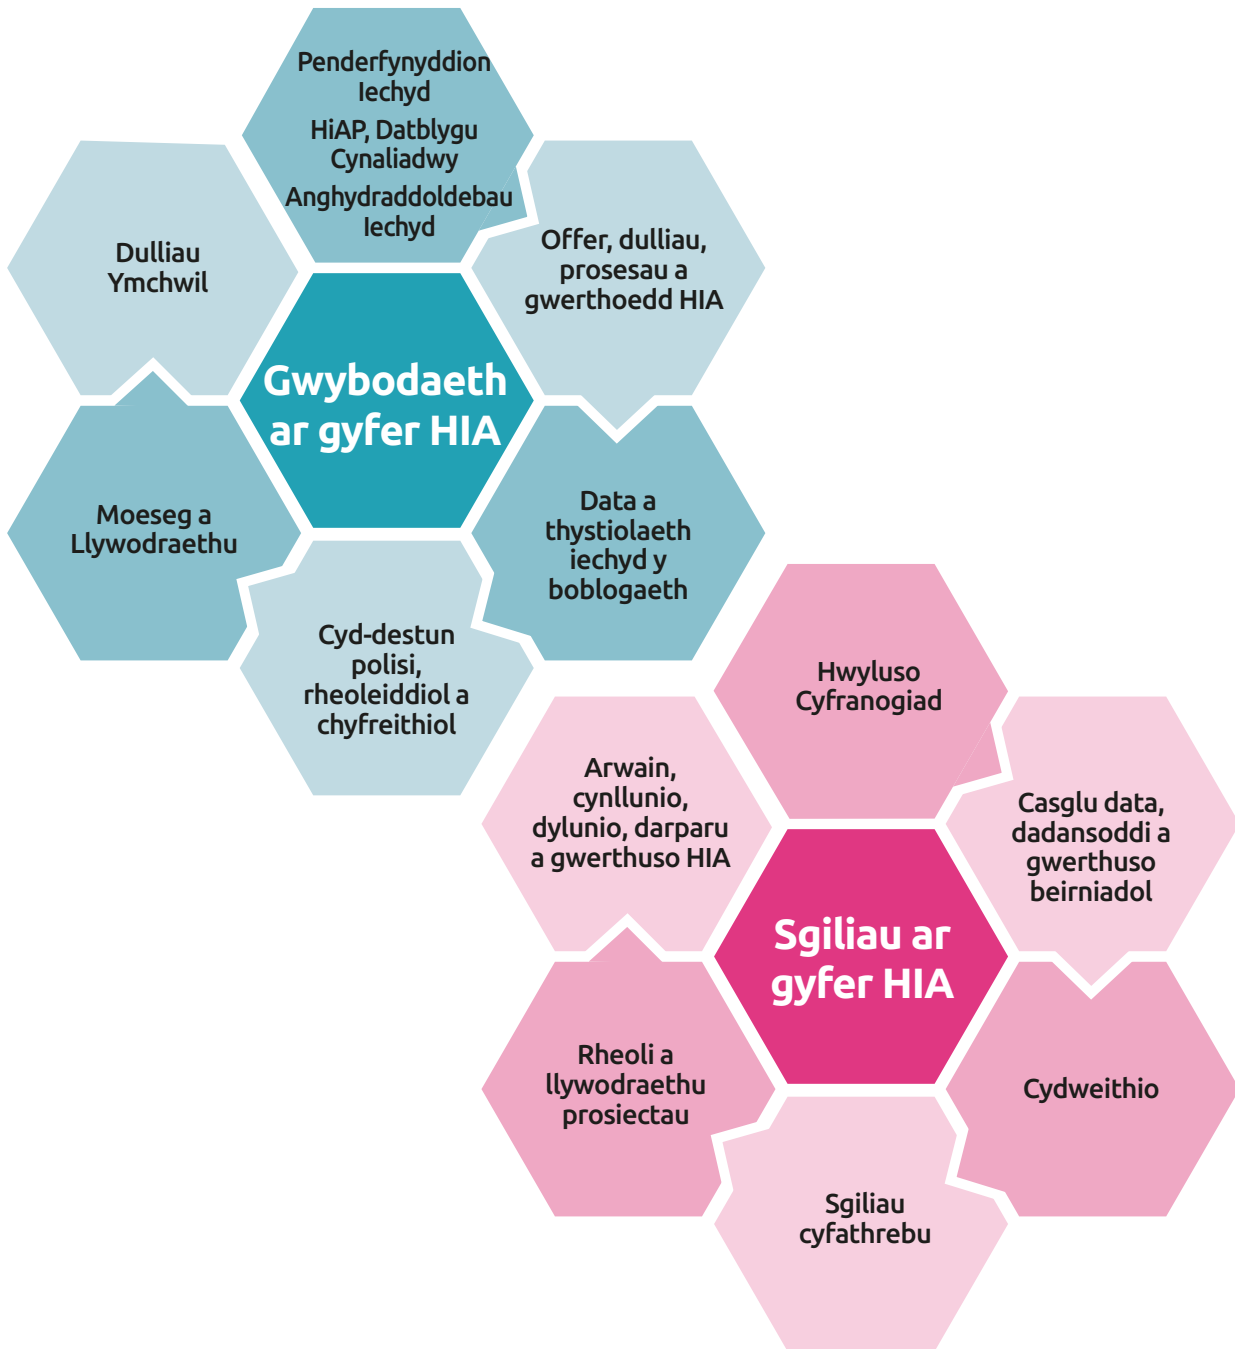 Penderfynyddion
Iechyd
HiAP, Datblygu
Cynaliadwy
Anghydraddoldebau
Iechyd
Offer, dulliau,
prosesau a
gwerthoedd HIA
Dulliau
Ymchwil
Gwybodaeth
ar gyfer HIA
Data a
thystiolaeth
iechyd y
boblogaeth
Moeseg a
Llywodraethu
Cyd-destun
polisi,
rheoleiddiol a
chyfreithiol
Hwyluso
Cyfranogiad
Arwain,
cynllunio,
dylunio, darparu
a gwerthuso HIA
Casglu data,
dadansoddi a
gwerthuso
beirniadol
Sgiliau ar
gyfer HIA
Rheoli a
llywodraethu
prosiectau
Cydweithio
Sgiliau
cyfathrebu